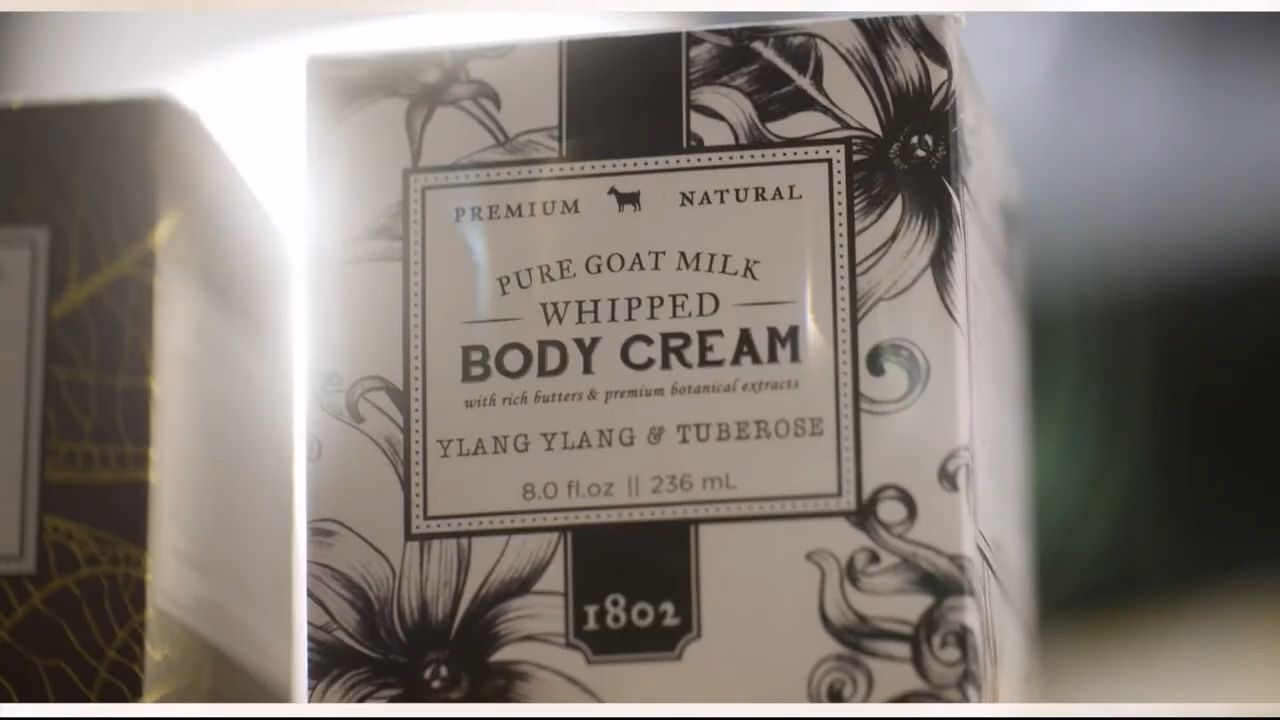 PREMIUM NATURAL
PURE GOAT MILK
WHIPPED
BODY CREAM
with rich butters & premium botanical extracts
YLANG YLANG & TUBEROSE
8.0 fl.oz || 236 mL
1802